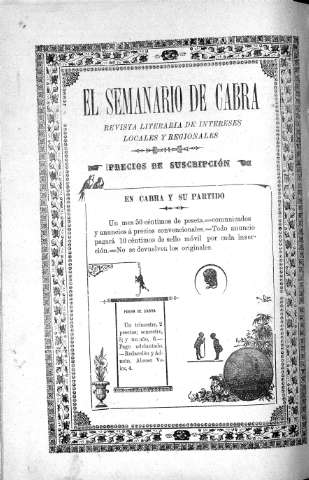 EL SEMANARIO DE CABRA
REVISTA LITERARIA DE INTERESES
LOCALES Y REGIONALES
PRECIOS DE SUSCRIPCIÓN
EN CABRA Y SU PARTIDO
Un mes 50 céntimos de peseta.—comunicados
y anuncios á precios convencionales.—Todo anuncio
pagará 10 céntimos de sello móvil por cada inser-
ción.—No se devuelven los originales
FUERA DE CABRA
Un trimestre, 2
pesetas; semestre,
y un año, 6—
Pago adelantado.
—Redacción y Ad-
món. Alonso
4.